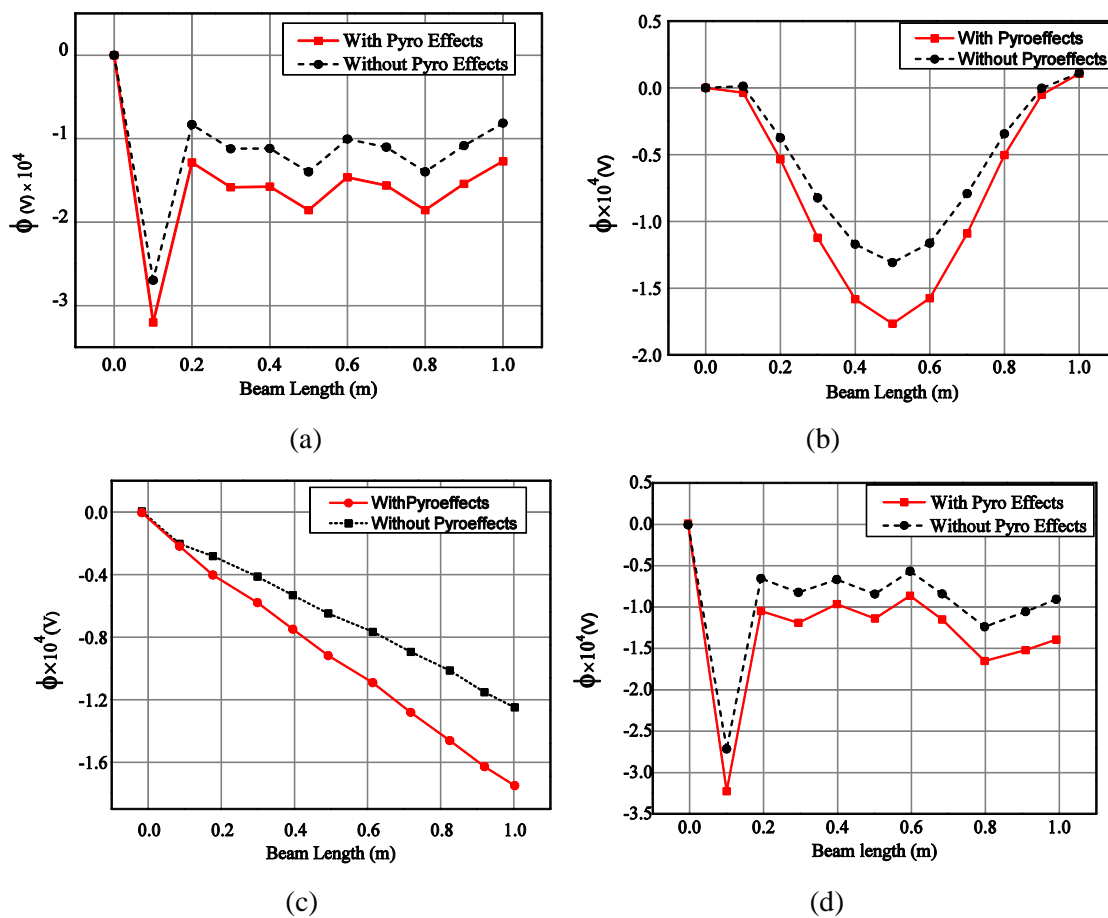 With Pyro Effects
Without Pyro Effects
0
-1
-2
-3
ϕ (v) × 10⁴
0.0 0.2 0.4 0.6 0.8 1.0
Beam Length (m)
(a)
With Pyroeffects
Without Pyroeffects
0.5
0.0
-0.5
-1.0
-1.5
-2.0
ϕ×10⁴(V)
0.0 0.2 0.4 0.6 0.8 1.0
Beam Length (m)
(b)
WithPyroeffects
Without Pyroeffects
0.0
-0.4
-0.8
-1.2
-1.6
ϕ×10⁴(V)
0.0 0.2 0.4 0.6 0.8 1.0
Beam Length (m)
(c)
With Pyro Effects
Without Pyro Effects
0.5
0.0
-0.5
-1.0
-1.5
-2.0
-2.5
-3.0
-3.5
ϕ×10⁴(V)
0.0 0.2 0.4 0.6 0.8 1.0
Beam length (m)
(d)